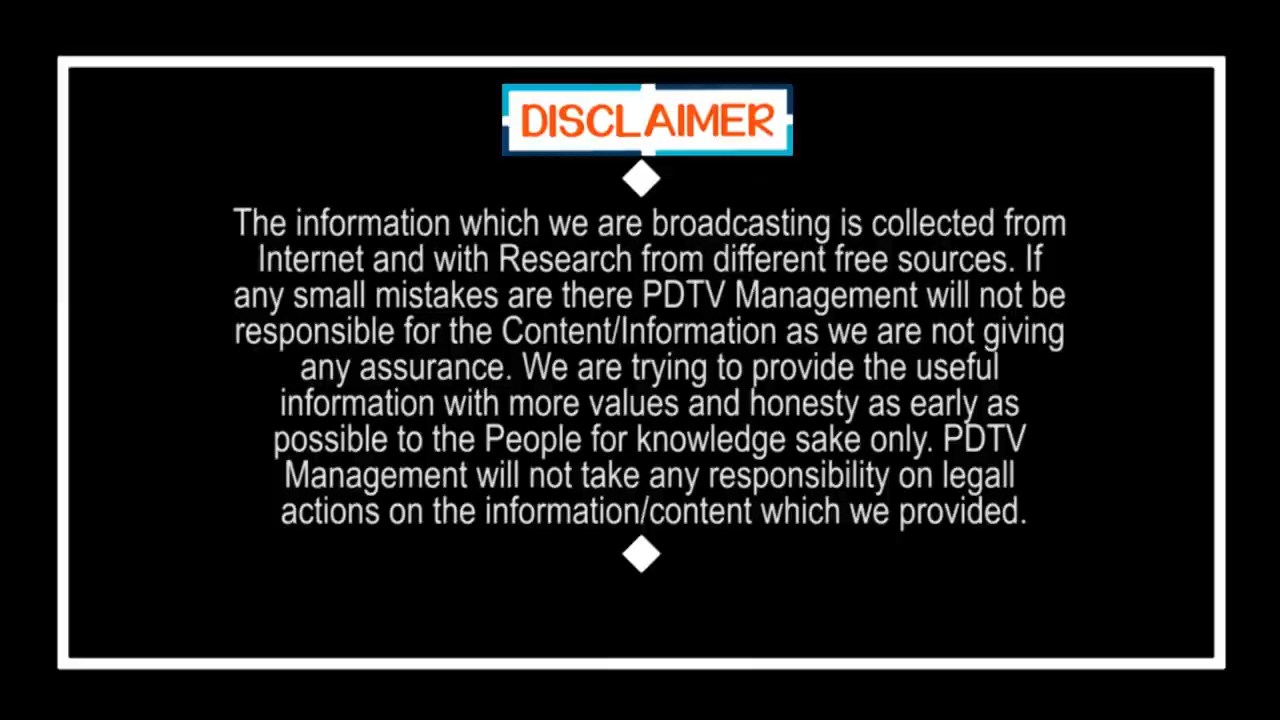 DISCLAIMER
The information which we are broadcasting is collected from
Internet and with Research from different free sources. If
any small mistakes are there PDTV Management will not be
responsible for the Content/Information as we are not giving
any assurance. We are trying to provide the useful
information with more values and honesty as early as
possible to the People for knowledge sake only. PDTV
Management will not take any responsibility on legall
actions on the information/content which we provided.